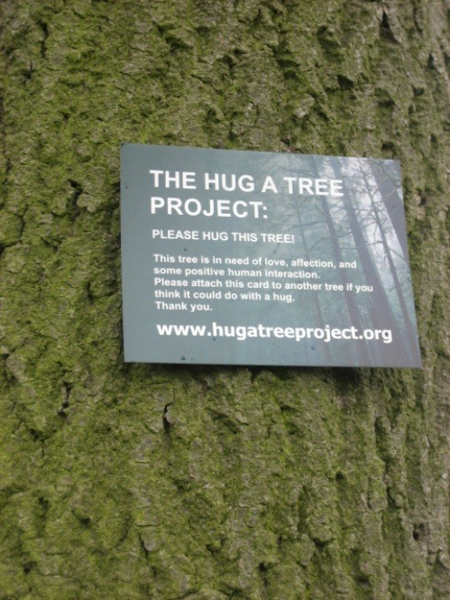 THE HUG A TREE
PROJECT:
PLEASE HUG THIS TREE!
This tree is in need of love, affection, and
some positive human interaction.
Please attach this card to another tree if you
think it could do with a hug.
Thank you.
www.hugatreeproject.org